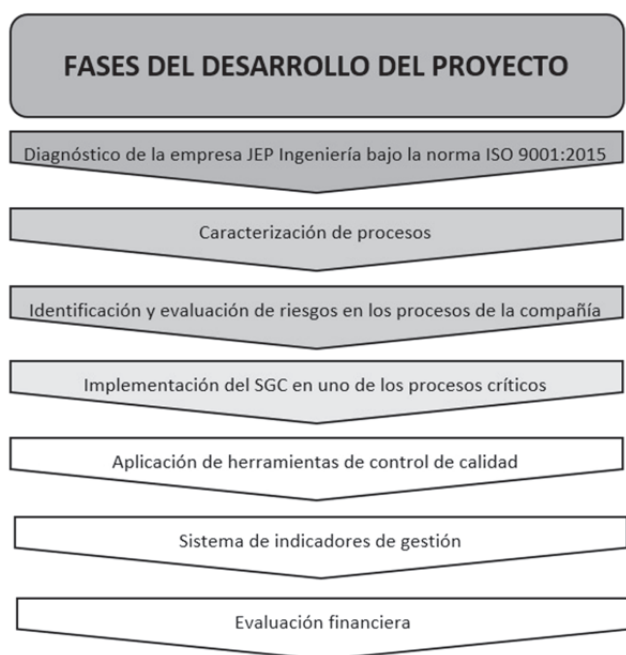 FASES DEL DESARROLLO DEL PROYECTO
Diagnóstico de la empresa JEP Ingeniería bajo la norma ISO 9001:2015
Caracterización de procesos
Identificación y evaluación de riesgos en los procesos de la compañía
Implementación del SGC en uno de los procesos críticos
Aplicación de herramientas de control de calidad
Sistema de indicadores de gestión
Evaluación financiera